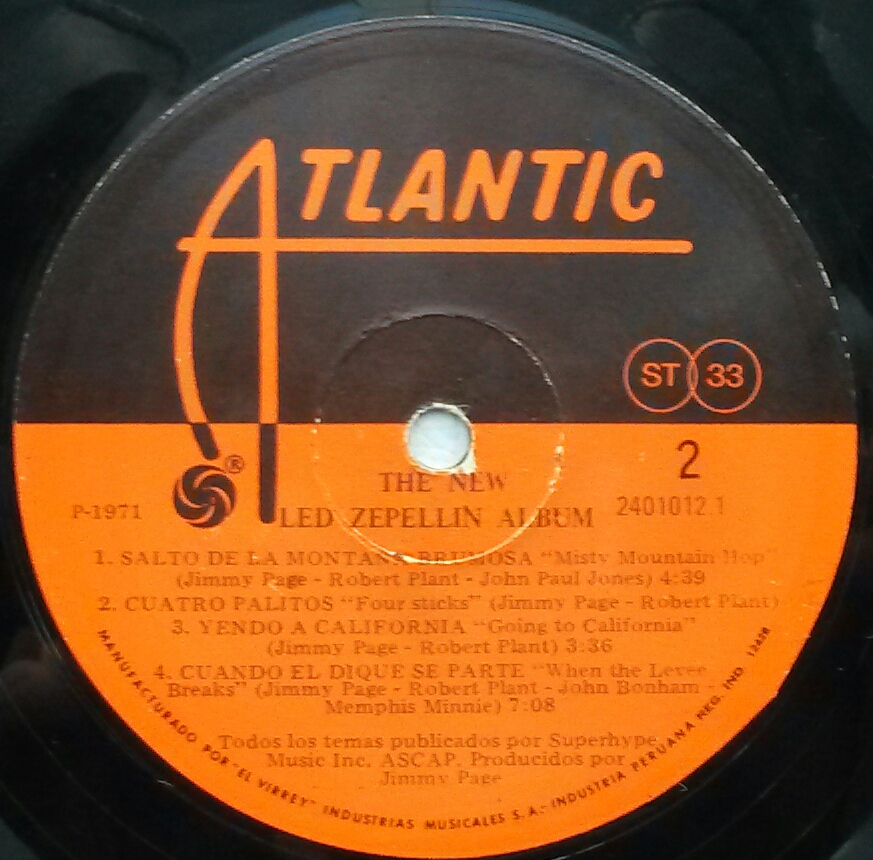 ATLANTIC
ST 33
®
2
THE NEW
P-1971
LED ZEPELLIN ALBUM
2401012 1
1. SALTO DE LA MONTANA BRUMOSA "Misty Mountain Hop"
(Jimmy Page - Robert Plant - John Paul Jones) 4:39
2. CUATRO PALITOS "Four sticks" (Jimmy Page - Robert Plant)
3. YENDO A CALIFORNIA "Going to California"
(Jimmy Page - Robert Plant) 3:36
4. CUANDO EL DIQUE SE PARTE "When the Levee
Breaks" (Jimmy Page - Robert Plant - John Bonham -
Memphis Minnie) 7:08
Todos los temas publicados por Superhype
Music Inc. ASCAP. Producidos por
Jimmy Page
MANUFACTURADO POR "EL VIRREY" INDUSTRIAS MUSICALES S. A. - INDUSTRIA PERUANA REG. IND. 12428